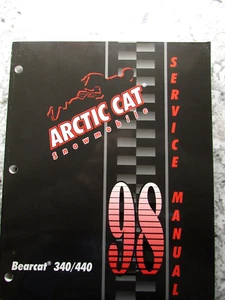 ARCTIC CAT®
snowmobile
SERVICE MANUAL
98
Bearcat® 340/440